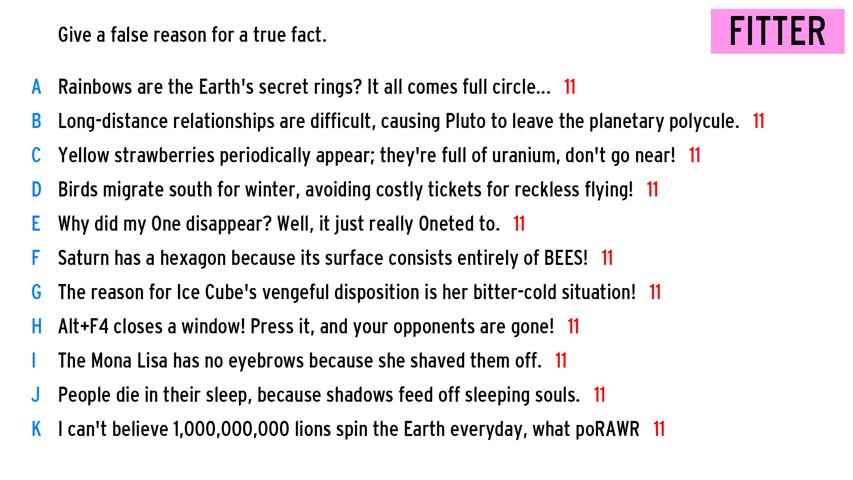 Give a false reason for a true fact.
FITTER
A Rainbows are the Earth's secret rings? It all comes full circle... 11
B Long-distance relationships are difficult, causing Pluto to leave the planetary polycule. 11
C Yellow strawberries periodically appear; they're full of uranium, don't go near! 11
D Birds migrate south for winter, avoiding costly tickets for reckless flying! 11
E Why did my One disappear? Well, it just really Oneted to. 11
F Saturn has a hexagon because its surface consists entirely of BEES! 11
G The reason for Ice Cube's vengeful disposition is her bitter-cold situation! 11
H Alt+F4 closes a window! Press it, and your opponents are gone! 11
I The Mona Lisa has no eyebrows because she shaved them off. 11
J People die in their sleep, because shadows feed off sleeping souls. 11
K I can't believe 1,000,000,000 lions spin the Earth everyday, what poRAWR 11